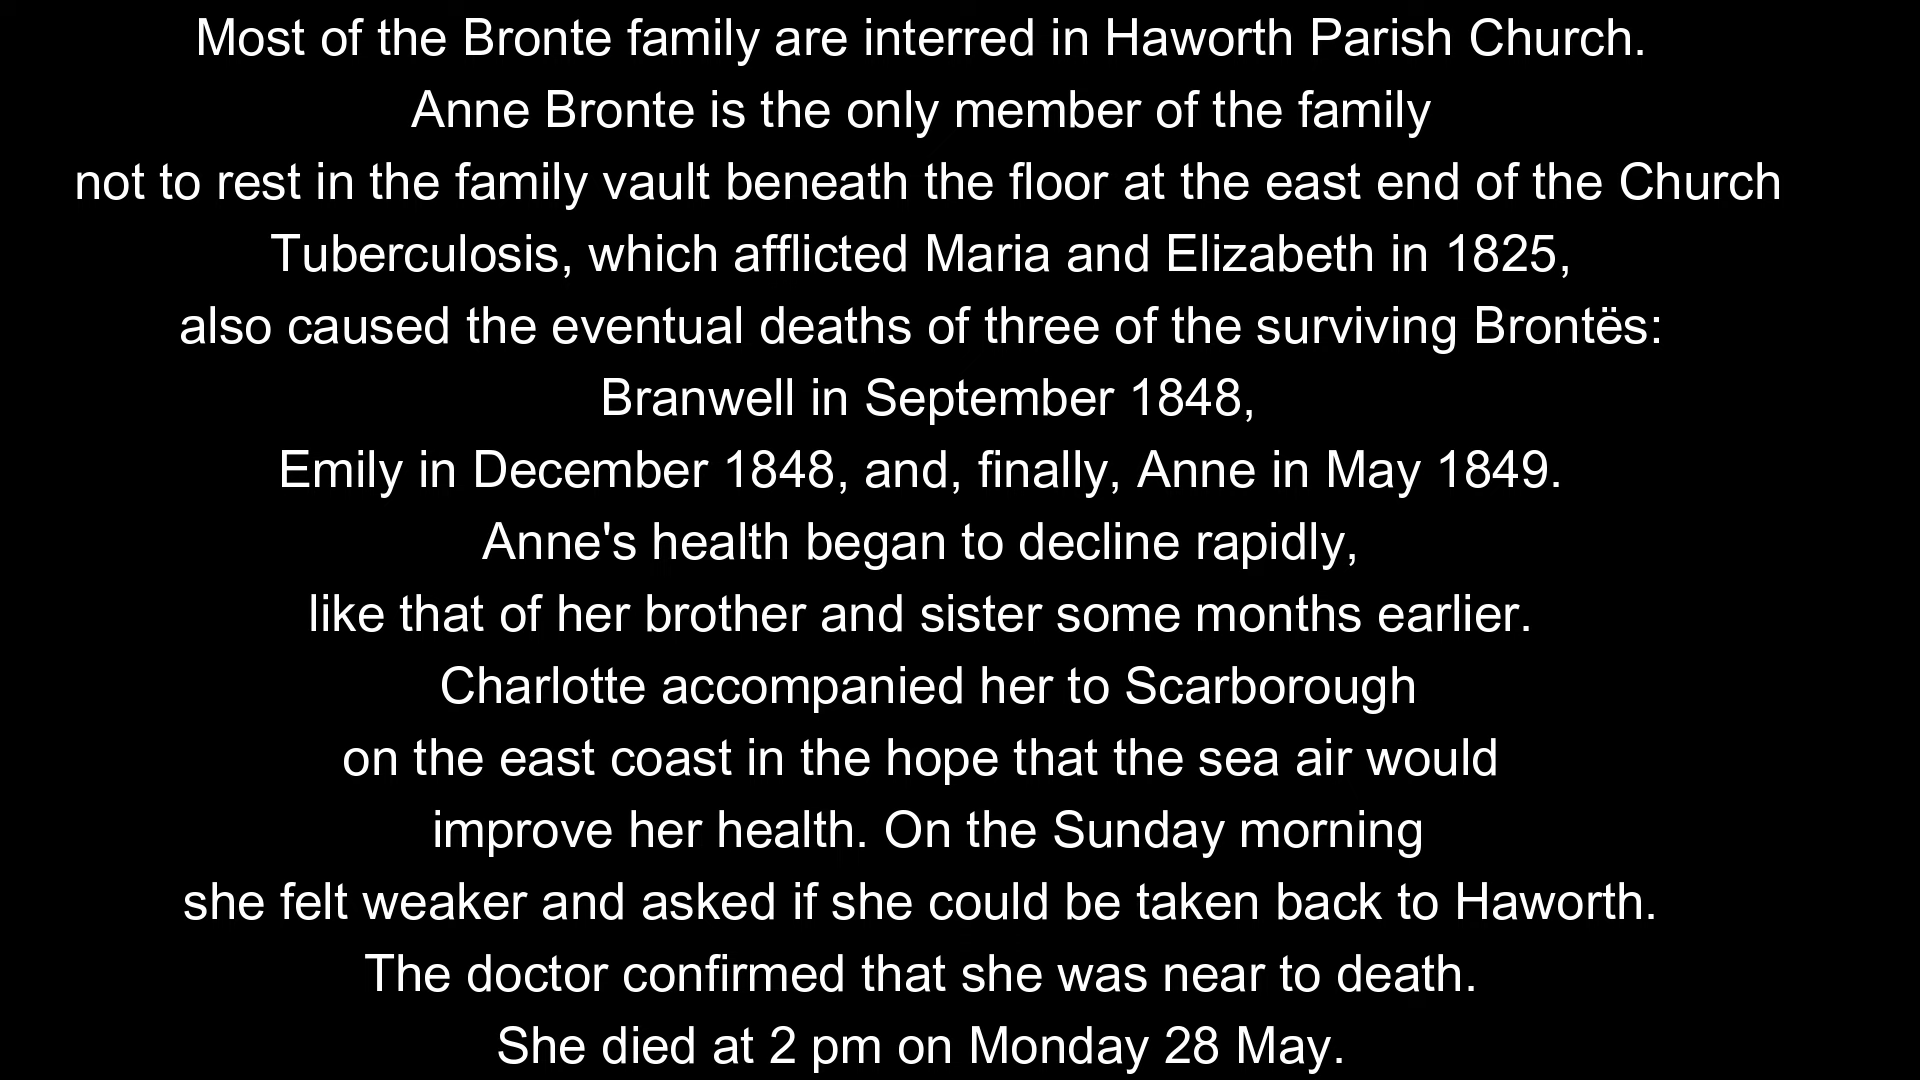 Most of the Bronte family are interred in Haworth Parish Church.
Anne Bronte is the only member of the family
not to rest in the family vault beneath the floor at the east end of the Church
Tuberculosis, which afflicted Maria and Elizabeth in 1825,
also caused the eventual deaths of three of the surviving Brontës:
Branwell in September 1848,
Emily in December 1848, and, finally, Anne in May 1849.
Anne's health began to decline rapidly,
like that of her brother and sister some months earlier.
Charlotte accompanied her to Scarborough
on the east coast in the hope that the sea air would
improve her health. On the Sunday morning
she felt weaker and asked if she could be taken back to Haworth.
The doctor confirmed that she was near to death.
She died at 2 pm on Monday 28 May.